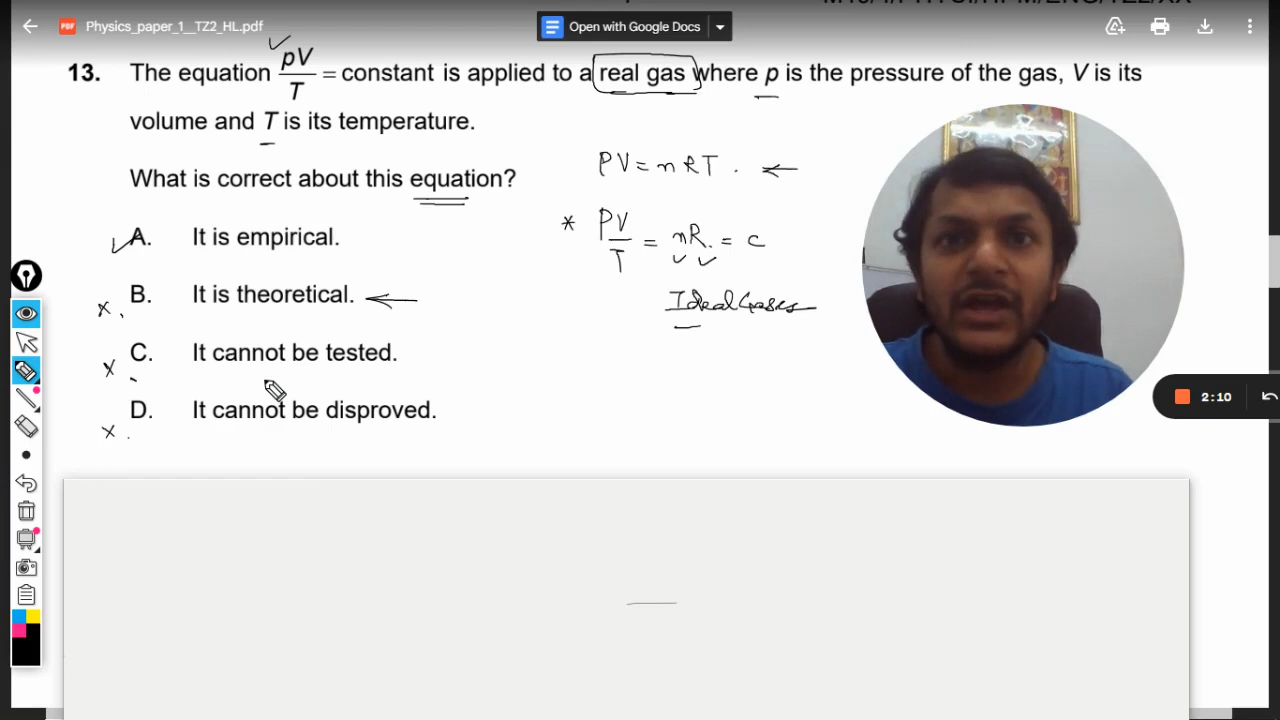 Physics_paper_1__TZ2_HL.pdf
Open with Google Docs
13. The equation pV/T = constant is applied to a real gas where p is the pressure of the gas, V is its
volume and T is its temperature.
What is correct about this equation?
PV = nRT .
A. It is empirical.
* PV/T = nR. = c
B. It is theoretical.
Ideal Gases
C. It cannot be tested.
D. It cannot be disproved.
2:10